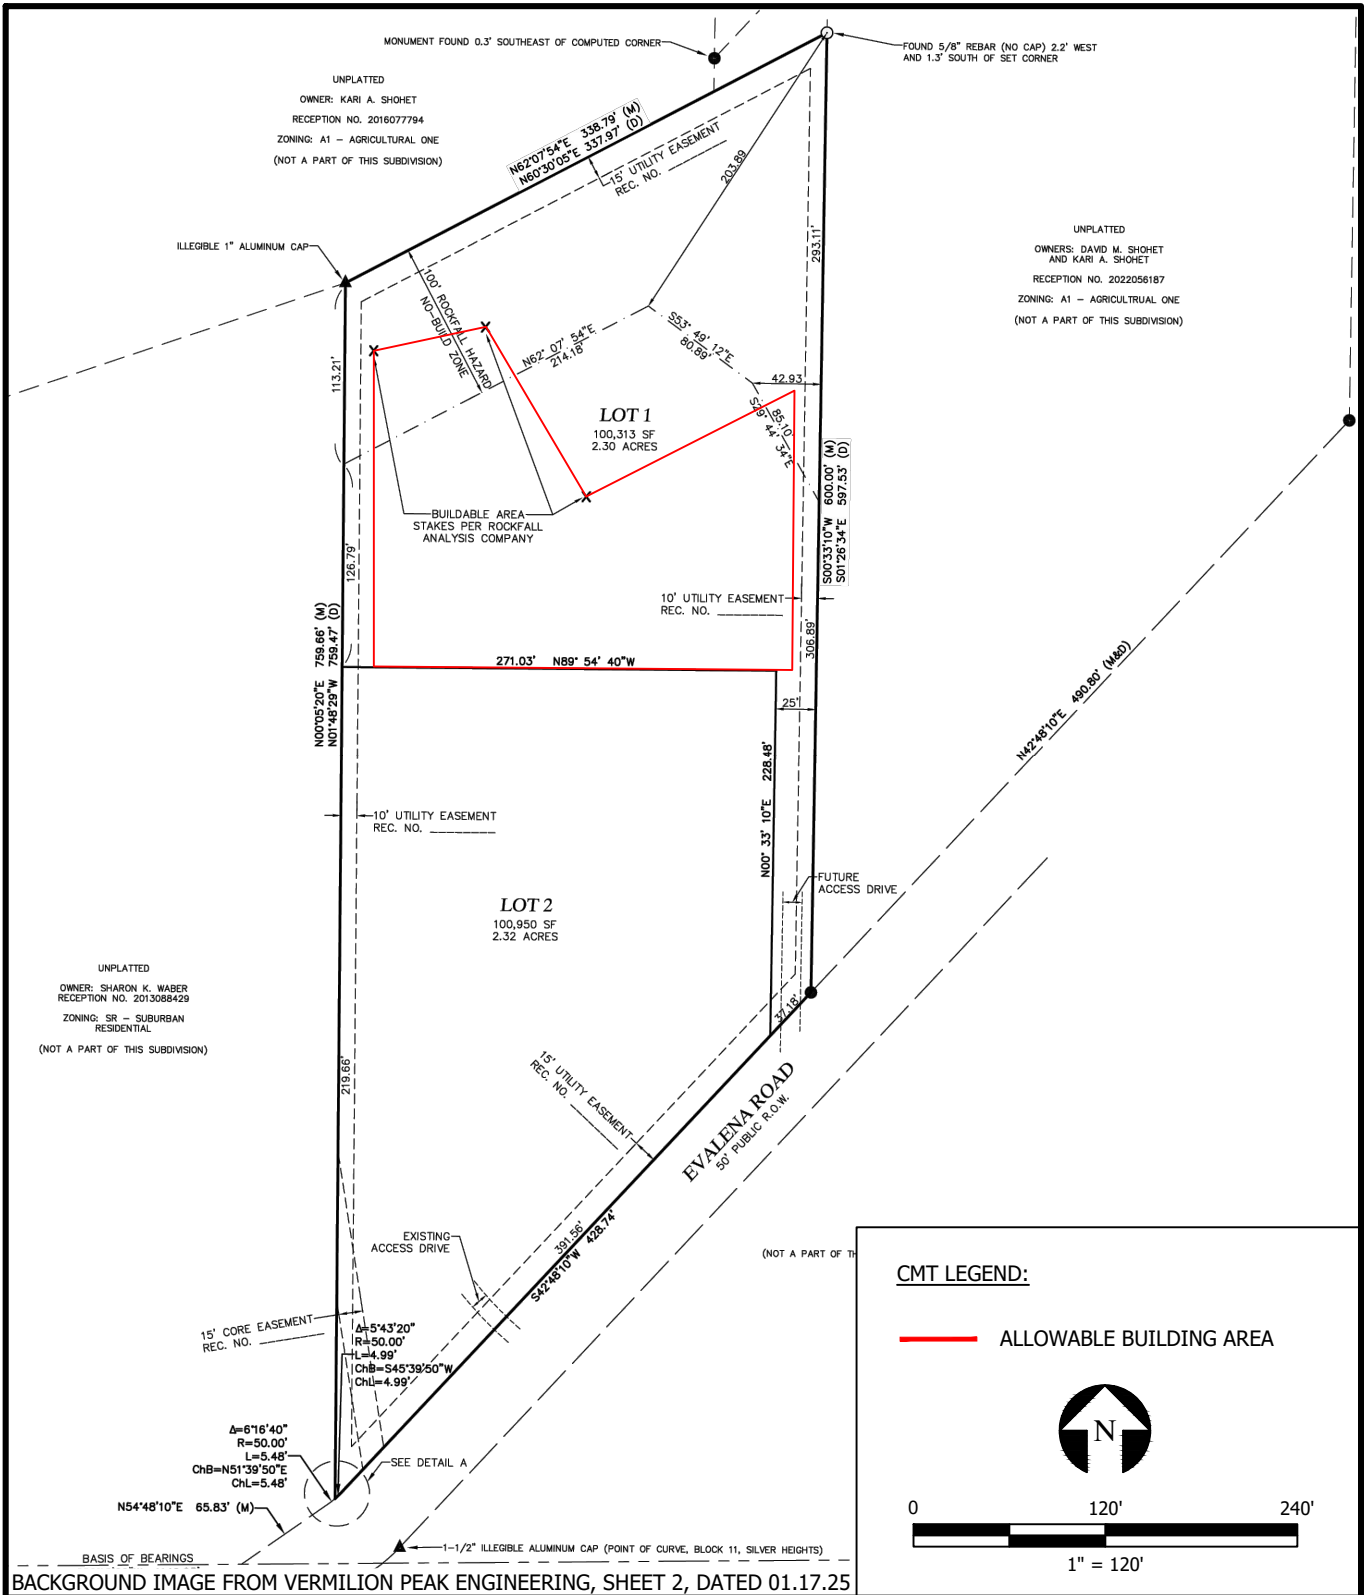 MONUMENT FOUND 0.3' SOUTHEAST OF COMPUTED CORNER
FOUND 5/8" REBAR (NO CAP) 2.2' WEST
AND 1.3' SOUTH OF SET CORNER
UNPLATTED
OWNER: KARI A. SHOHET
RECEPTION NO. 2016077794
ZONING: A1 – AGRICULTURAL ONE
(NOT A PART OF THIS SUBDIVISION)
N62°07'54"E 338.79' (M)
N60°30'05"E 337.97' (D)
15' UTILITY EASEMENT
REC. NO. ________
203.89
293.11'
ILLEGIBLE 1" ALUMINUM CAP
UNPLATTED
OWNERS: DAVID M. SHOHET
AND KARI A. SHOHET
RECEPTION NO. 2022056187
ZONING: A1 – AGRICULTRUAL ONE
(NOT A PART OF THIS SUBDIVISION)
100' ROCKFALL HAZARD
NO-BUILD ZONE
N62° 07' 54"E
214.18'
S53° 49' 12"E
80.89'
113.21'
42.93
85.10'
S29° 44' 34"E
LOT 1
100,313 SF
2.30 ACRES
S00°33'10"W 600.00' (M)
S01°26'34"E 597.53' (D)
BUILDABLE AREA
STAKES PER ROCKFALL
ANALYSIS COMPANY
126.79'
10' UTILITY EASEMENT
REC. NO. ________
306.89'
N00°05'20"E 759.66' (M)
N01°48'29"W 759.47' (D)
271.03' N89° 54' 40"W
25'
N42°48'10"E 490.80' (M&D)
N00° 33' 10"E 228.48'
10' UTILITY EASEMENT
REC. NO. ________
FUTURE
ACCESS DRIVE
LOT 2
100,950 SF
2.32 ACRES
UNPLATTED
OWNER: SHARON K. WABER
RECEPTION NO. 2013088429
ZONING: SR – SUBURBAN
RESIDENTIAL
(NOT A PART OF THIS SUBDIVISION)
37.18'
219.66'
15' UTILITY EASEMENT
REC. NO. ________
EVALENA ROAD
50' PUBLIC R.O.W.
EXISTING
ACCESS DRIVE
391.56'
S42°48'10"W 428.74'
(NOT A PART OF TH
15' CORE EASEMENT
REC. NO. ________
Δ=5°43'20"
R=50.00'
L=4.99'
ChB=S45°39'50"W
ChL=4.99'
Δ=6°16'40"
R=50.00'
L=5.48'
ChB=N51°39'50"E
ChL=5.48'
SEE DETAIL A
N54°48'10"E 65.83' (M)
1-1/2" ILLEGIBLE ALUMINUM CAP (POINT OF CURVE, BLOCK 11, SILVER HEIGHTS)
BASIS OF BEARINGS
BACKGROUND IMAGE FROM VERMILION PEAK ENGINEERING, SHEET 2, DATED 01.17.25
CMT LEGEND:
ALLOWABLE BUILDING AREA
N
0 120' 240'
1" = 120'